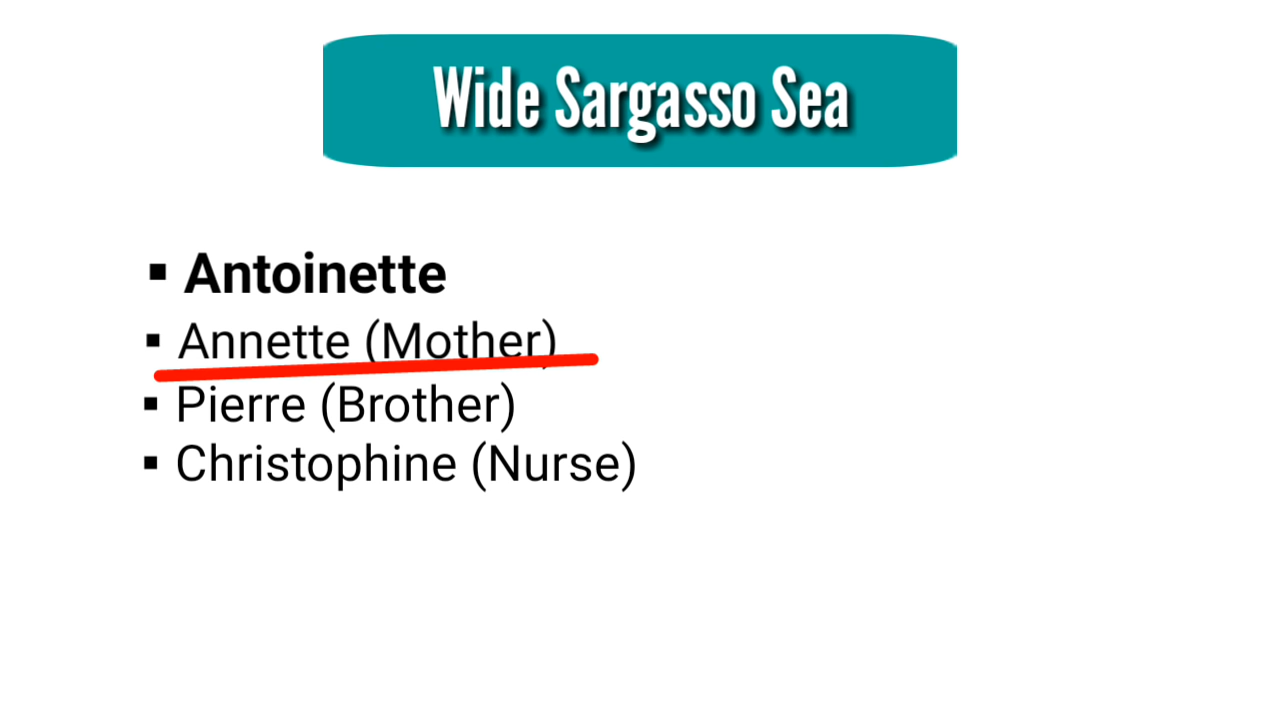 Wide Sargasso Sea
▪ Antoinette
▪ Annette (Mother)
▪ Pierre (Brother)
▪ Christophine (Nurse)